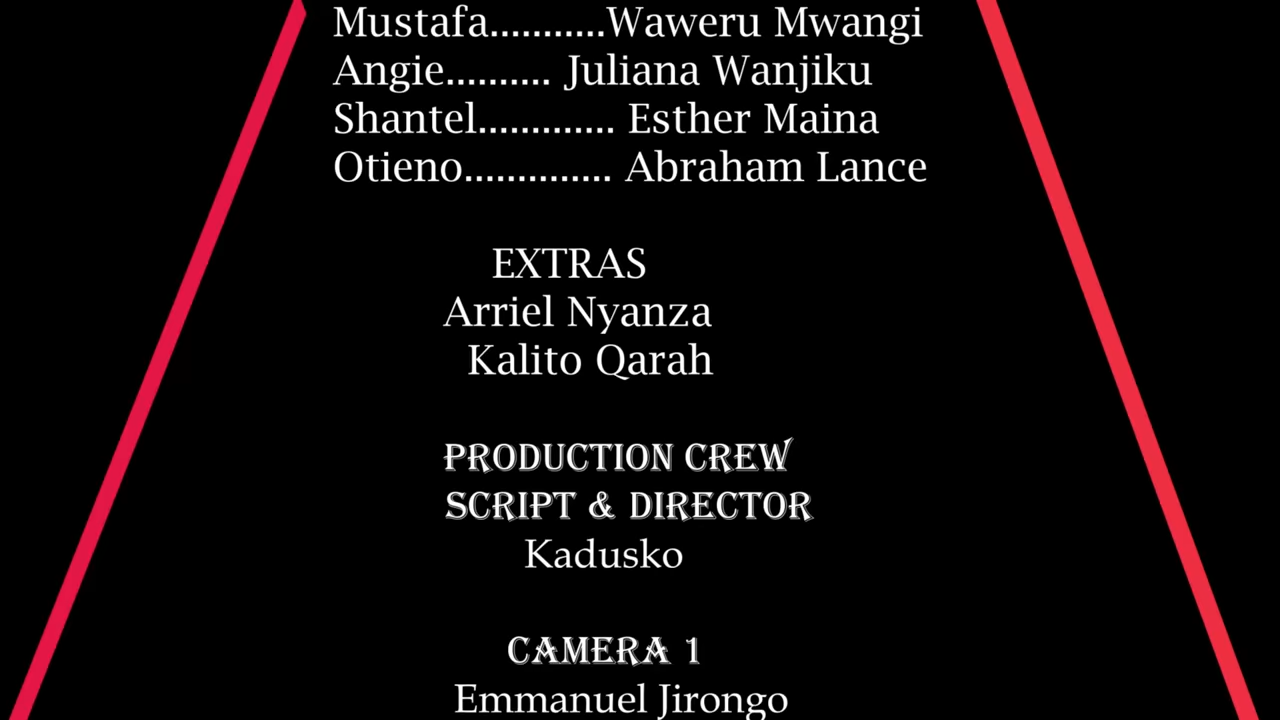 Mustafa...........Waweru Mwangi
Angie.......... Juliana Wanjiku
Shantel............. Esther Maina
Otieno.............. Abraham Lance
EXTRAS
Arriel Nyanza
Kalito Qarah
PRODUCTION CREW
SCRIPT & DIRECTOR
Kadusko
CAMERA 1
Emmanuel Jirongo